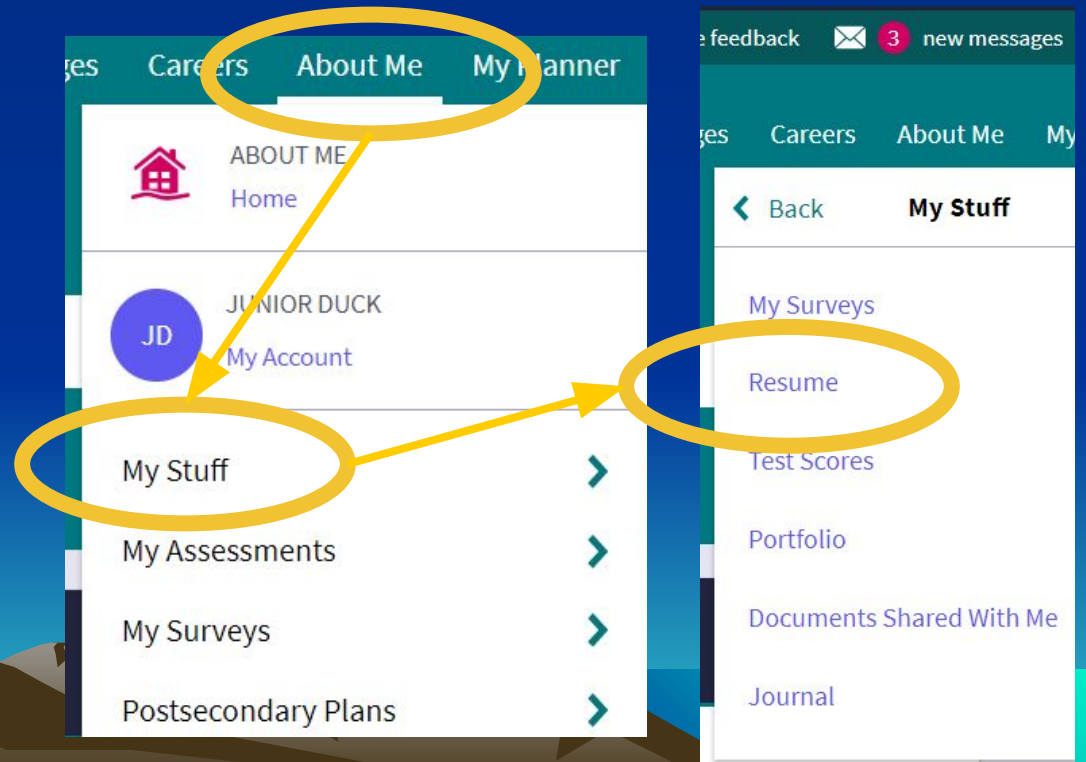 Careers About Me My Planner
ABOUT ME
Home
JD
JUNIOR DUCK
My Account
My Stuff
My Assessments
My Surveys
Postsecondary Plans
feedback 3 new messages
Careers About Me My
Back My Stuff
My Surveys
Resume
Test Scores
Portfolio
Documents Shared With Me
Journal